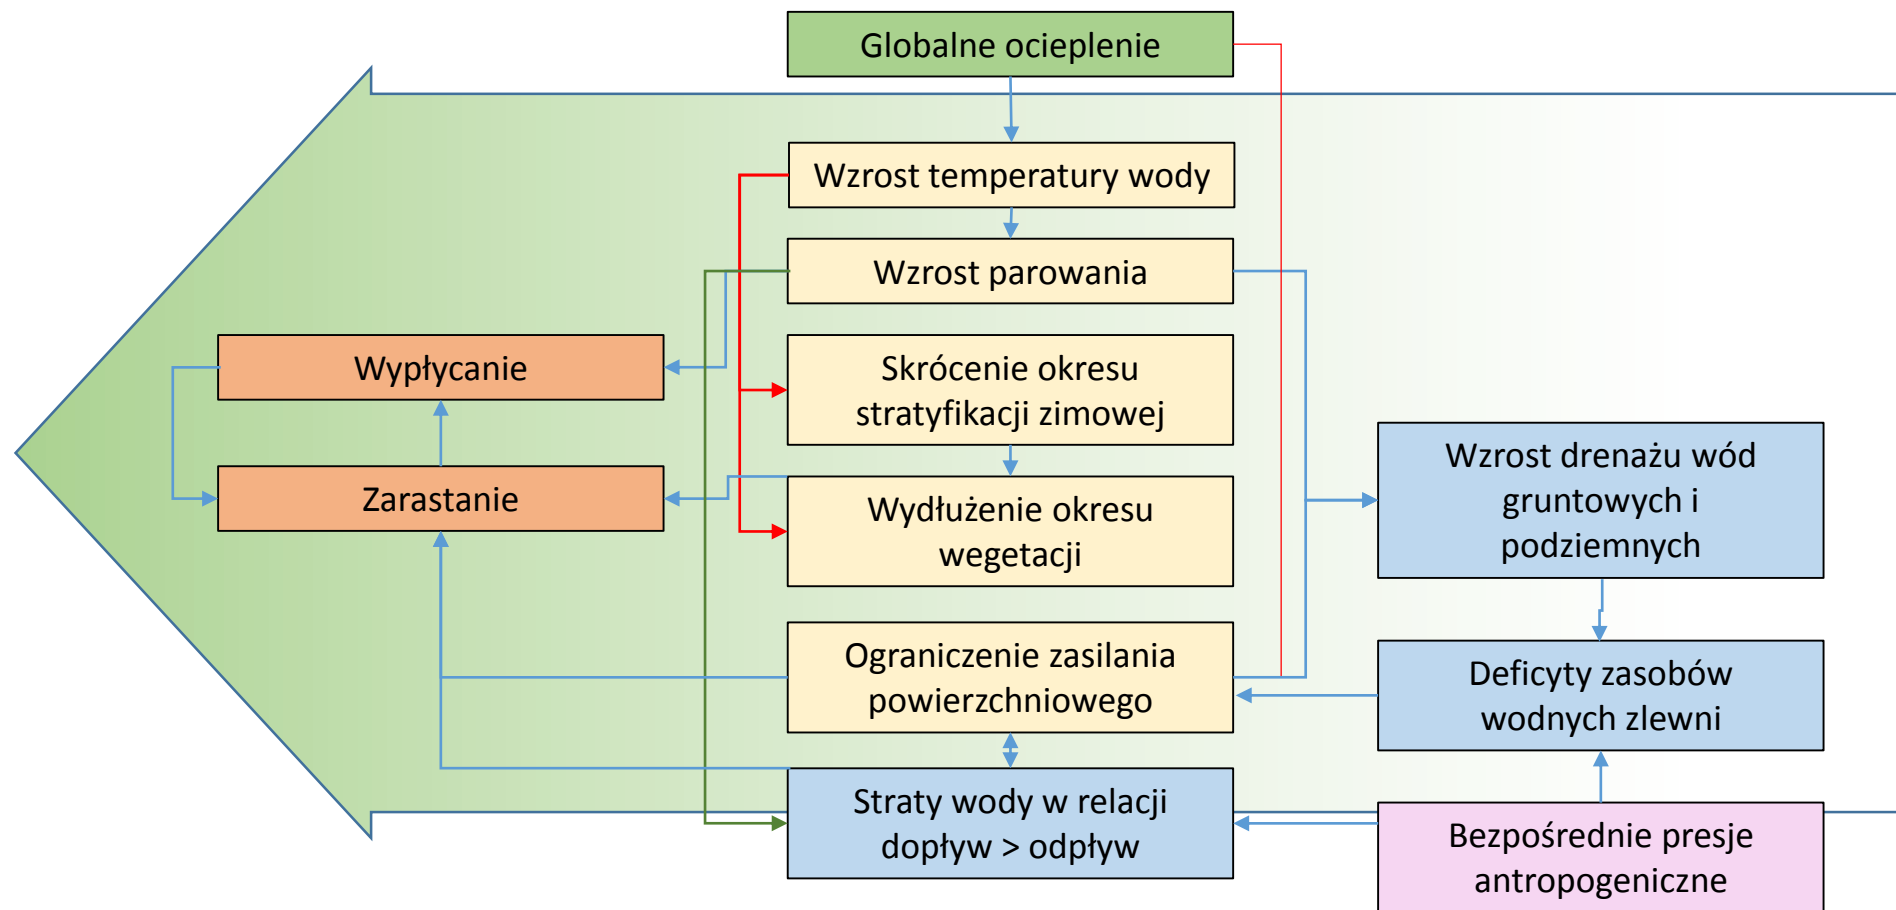 Globalne ocieplenie
Wzrost temperatury wody
Wzrost parowania
Wypłycanie
Skrócenie okresu
stratyfikacji zimowej
Zarastanie
Wydłużenie okresu
wegetacji
Wzrost drenażu wód
gruntowych i
podziemnych
Ograniczenie zasilania
powierzchniowego
Deficyty zasobów
wodnych zlewni
Straty wody w relacji
dopływ > odpływ
Bezpośrednie presje
antropogeniczne